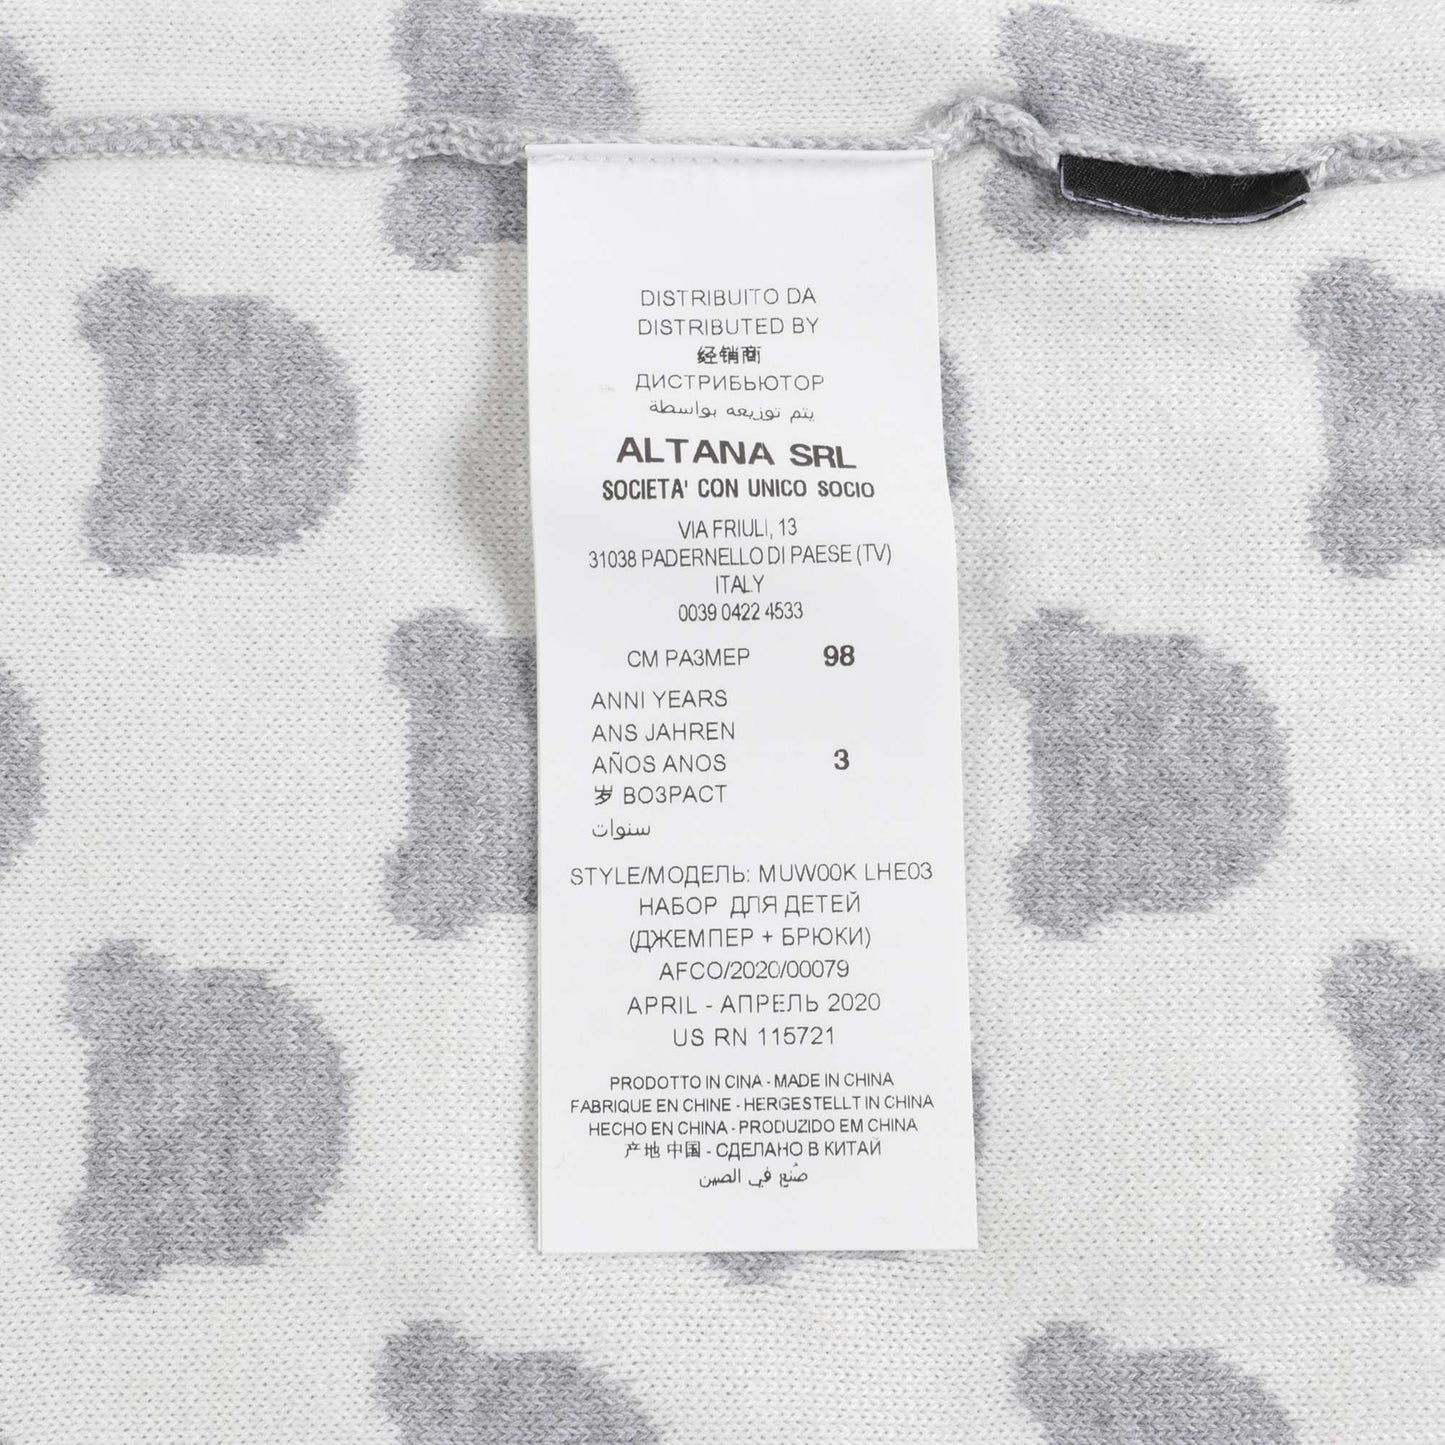 DISTRIBUITO DA
DISTRIBUTED BY
经销商
ДИСТРИБЬЮТОР
يتم توزيعه بواسطة
ALTANA SRL
SOCIETA' CON UNICO SOCIO
VIA FRIULI, 13
31038 PADERNELLO DI PAESE (TV)
ITALY
0039 0422 4533
СМ РАЗМЕР 98
ANNI YEARS
ANS JAHREN
AÑOS ANOS 3
岁 ВОЗРАСТ
سنوات
STYLE/МОДЕЛЬ: MUW00K LHE03
НАБОР ДЛЯ ДЕТЕЙ
(ДЖЕМПЕР + БРЮКИ)
AFCO/2020/00079
APRIL - АПРЕЛЬ 2020
US RN 115721
PRODOTTO IN CINA - MADE IN CHINA
FABRIQUE EN CHINE - HERGESTELLT IN CHINA
HECHO EN CHINA - PRODUZIDO EM CHINA
产地 中国 - СДЕЛАНО В КИТАЙ
صُنع في الصين